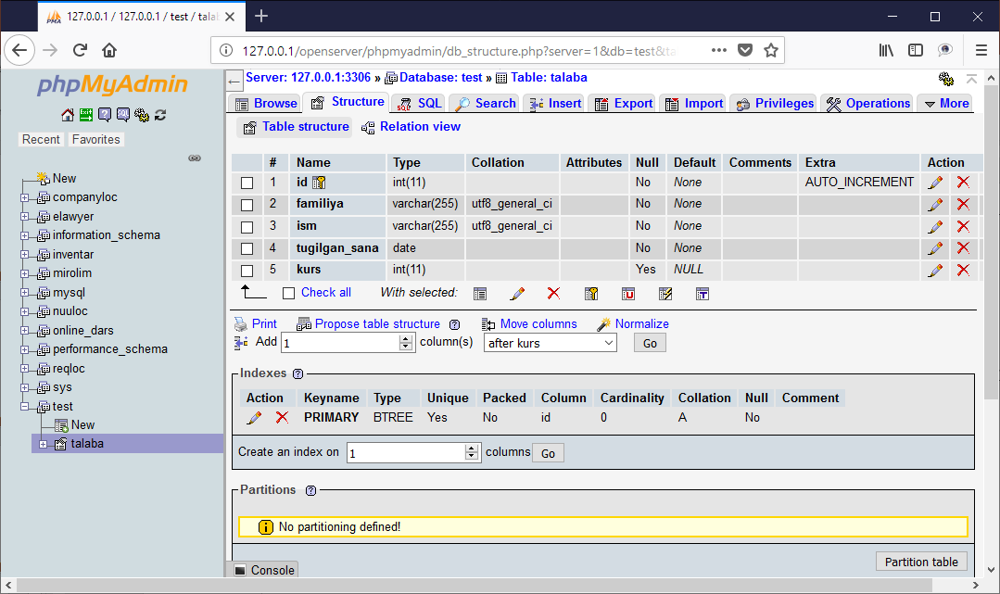 127.0.0.1 / 127.0.0.1 / test / tala
127.0.0.1/openserver/phpmyadmin/db_structure.php?server=1&db=test&ta
phpMyAdmin
Recent Favorites
New
companyloc
elawyer
information_schema
inventar
mirolim
mysql
nuuloc
online_dars
performance_schema
reqloc
sys
test
New
talaba
Server: 127.0.0.1:3306 » Database: test » Table: talaba
Browse Structure SQL Search Insert Export Import Privileges Operations More
Table structure Relation view
# Name Type Collation Attributes Null Default Comments Extra Action
1 id int(11) No None AUTO_INCREMENT
2 familiya varchar(255) utf8_general_ci No None
3 ism varchar(255) utf8_general_ci No None
4 tugilgan_sana date No None
5 kurs int(11) Yes NULL
Check all With selected:
Print Propose table structure Move columns Normalize
Add 1 column(s) after kurs Go
Indexes
Action Keyname Type Unique Packed Column Cardinality Collation Null Comment
PRIMARY BTREE Yes No id 0 A No
Create an index on 1 columns Go
Partitions
No partitioning defined!
Partition table
Console